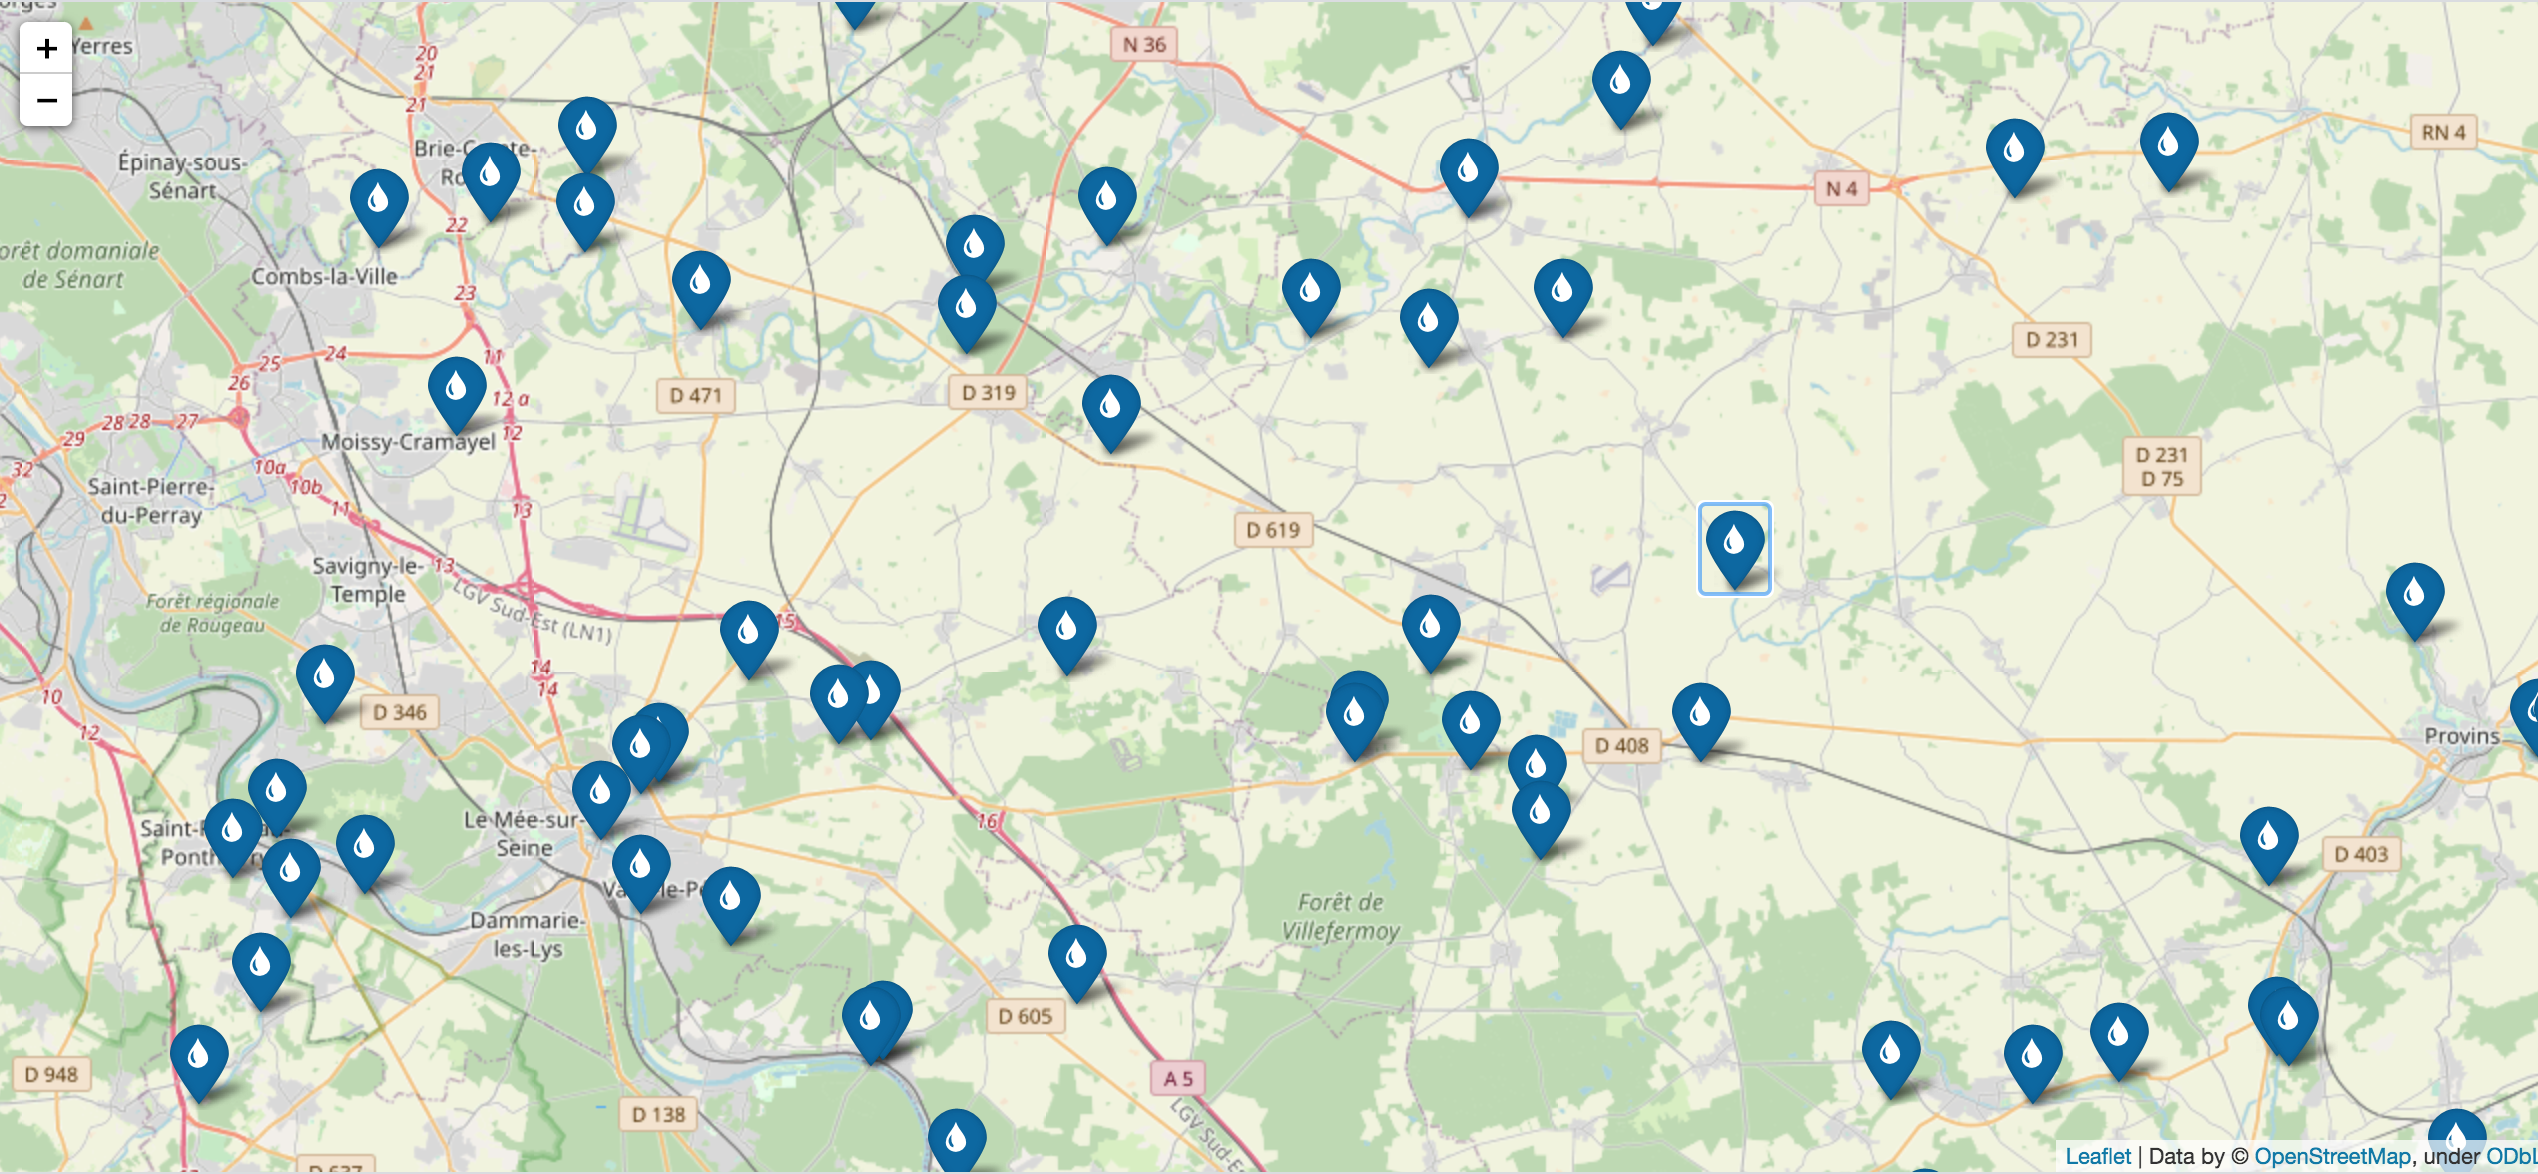 +
−
Yerres
20
21
N 36
21
Épinay-sous-
Sénart
RN 4
22
N 4
orêt domaniale
de Sénart
Combs-la-Ville
23
D 231
25
24
11
26
12 a
D 471
D 319
28
28
27
29
Moissy-Cramayel
12
32
10a
10b
D 231
D 75
Saint-Pierre-
du-Perray
11
13
D 619
Savigny-le-
Temple
13
LGV Sud-Est (LN1)
15
Forêt régionale
de Rougeau
14
14
10
D 346
12
Provins
D 408
16
Le Mée-sur-
Seine
D 403
Dammarie-
les-Lys
Forêt de
Villefermoy
D 605
D 948
A 5
D 138
LGV Sud-E
D 637
Leaflet | Data by © OpenStreetMap, under ODbL